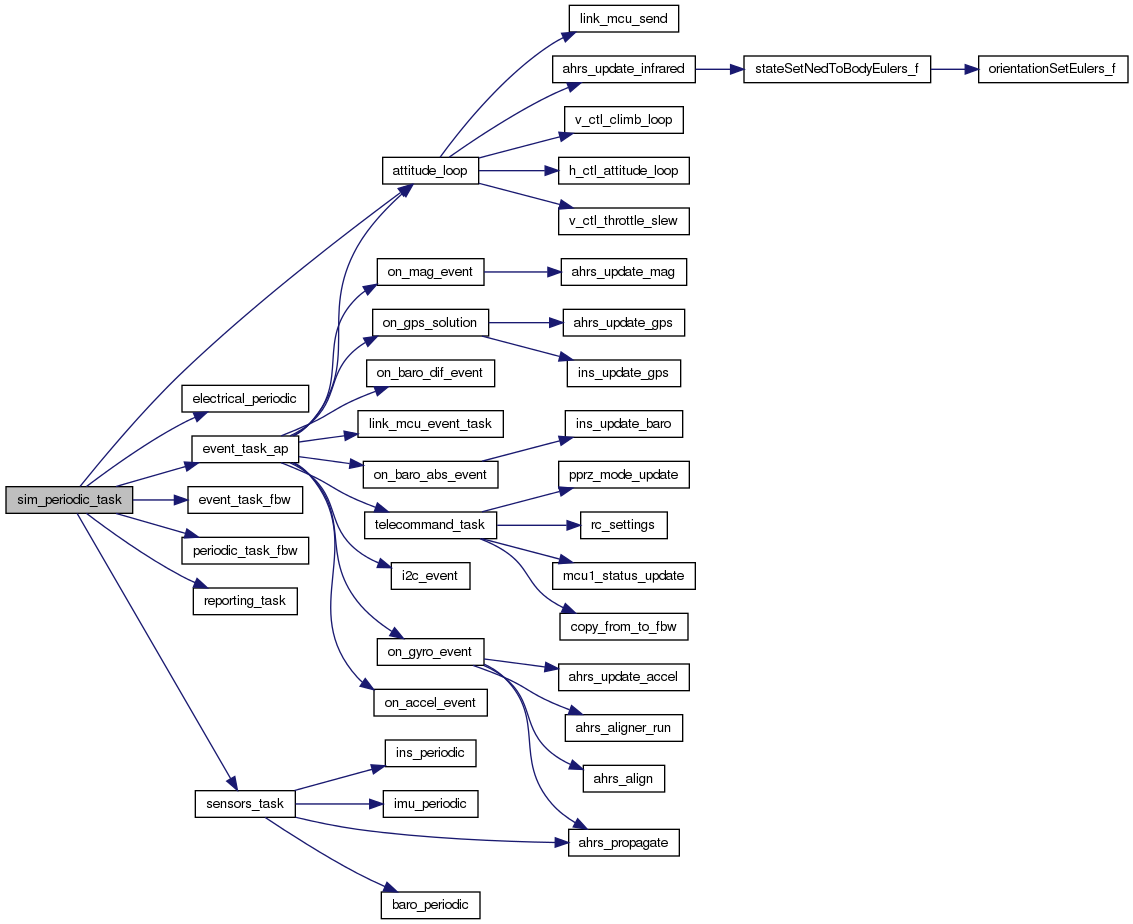 link_mcu_send
ahrs_update_infrared
stateSetNedToBodyEulers_f
orientationSetEulers_f
v_ctl_climb_loop
attitude_loop
h_ctl_attitude_loop
v_ctl_throttle_slew
on_mag_event
ahrs_update_mag
on_gps_solution
ahrs_update_gps
on_baro_dif_event
ins_update_gps
electrical_periodic
link_mcu_event_task
ins_update_baro
event_task_ap
on_baro_abs_event
pprz_mode_update
sim_periodic_task
event_task_fbw
telecommand_task
rc_settings
periodic_task_fbw
i2c_event
mcu1_status_update
reporting_task
copy_from_to_fbw
on_gyro_event
ahrs_update_accel
on_accel_event
ahrs_aligner_run
ins_periodic
ahrs_align
sensors_task
imu_periodic
ahrs_propagate
baro_periodic